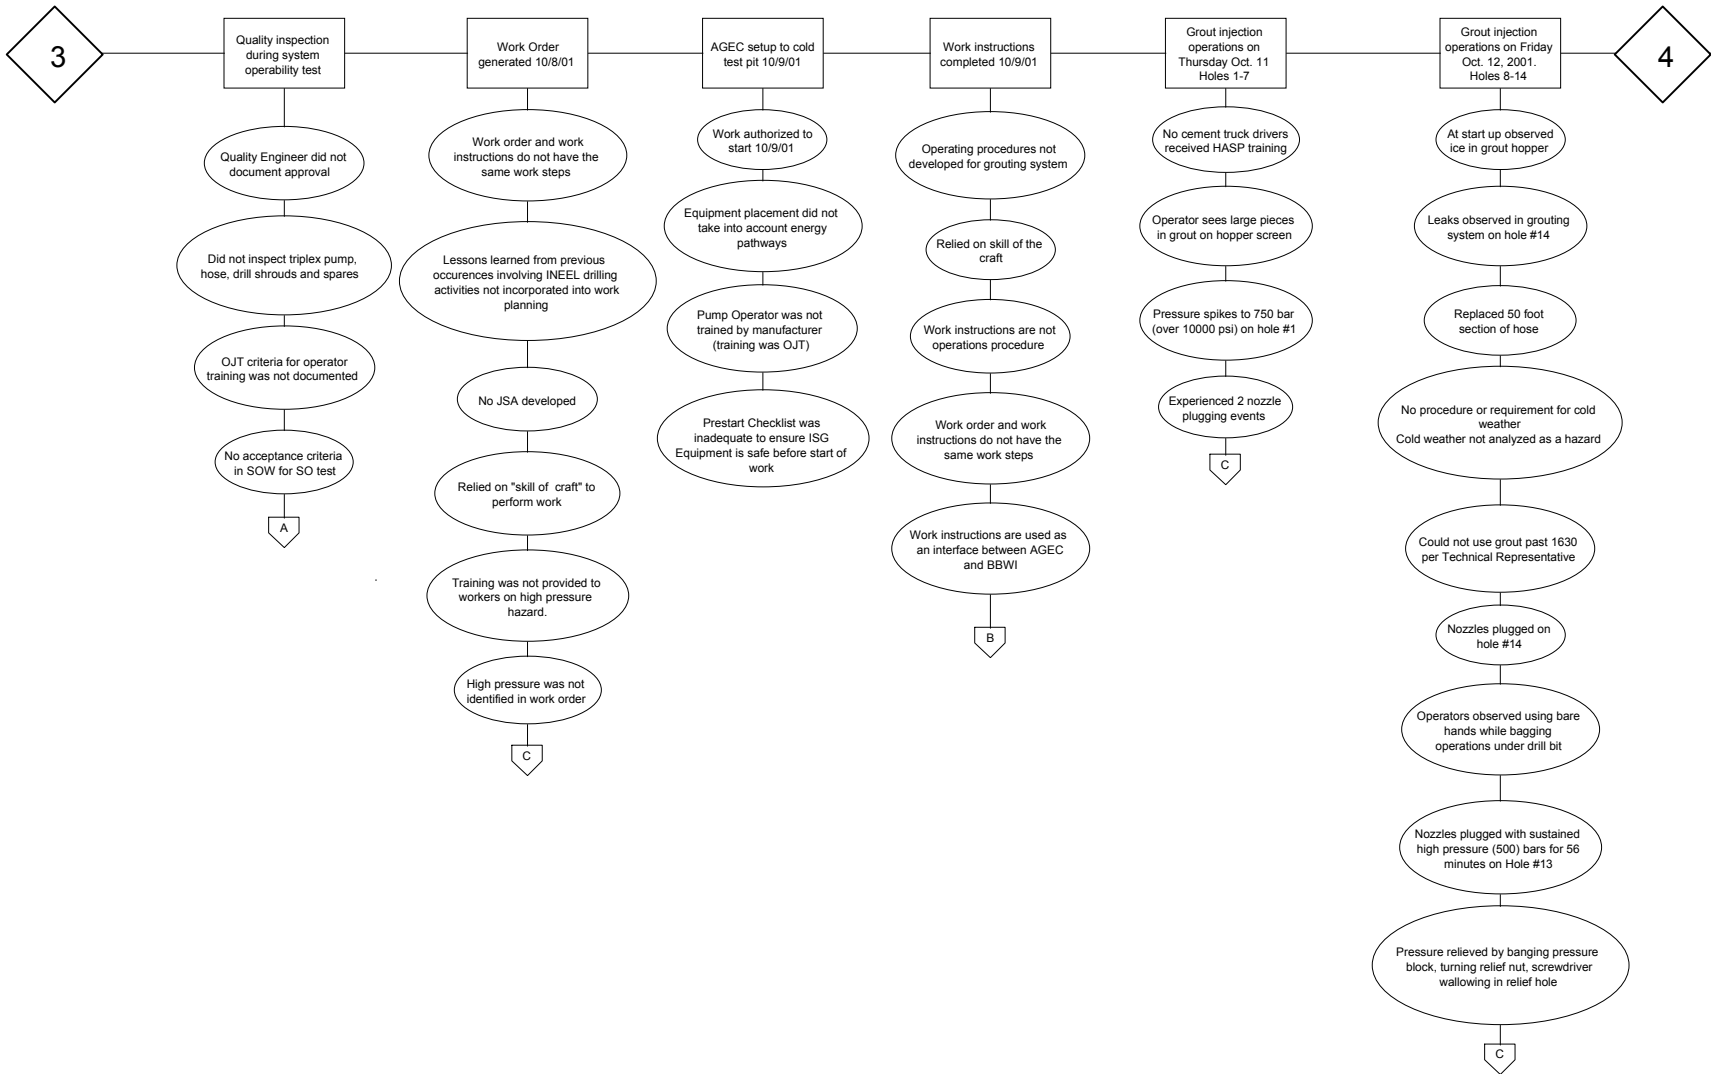 3
Quality inspection
during system
operability test
Quality Engineer did not
document approval
Did not inspect triplex pump,
hose, drill shrouds and spares
OJT criteria for operator
training was not documented
No acceptance criteria
in SOW for SO test
A
Work Order
generated 10/8/01
Work order and work
instructions do not have the
same work steps
Lessons learned from previous
occurences involving INEEL drilling
activities not incorporated into work
planning
No JSA developed
Relied on "skill of craft" to
perform work
Training was not provided to
workers on high pressure
hazard.
High pressure was not
identified in work order
C
AGEC setup to cold
test pit 10/9/01
Work authorized to
start 10/9/01
Equipment placement did not
take into account energy
pathways
Pump Operator was not
trained by manufacturer
(training was OJT)
Prestart Checklist was
inadequate to ensure ISG
Equipment is safe before start of
work
Work instructions
completed 10/9/01
Operating procedures not
developed for grouting system
Relied on skill of the
craft
Work instructions are not
operations procedure
Work order and work
instructions do not have the
same work steps
Work instructions are used as
an interface between AGEC
and BBWI
B
Grout injection
operations on
Thursday Oct. 11
Holes 1-7
No cement truck drivers
received HASP training
Operator sees large pieces
in grout on hopper screen
Pressure spikes to 750 bar
(over 10000 psi) on hole #1
Experienced 2 nozzle
plugging events
C
Grout injection
operations on Friday
Oct. 12, 2001.
Holes 8-14
At start up observed
ice in grout hopper
Leaks observed in grouting
system on hole #14
Replaced 50 foot
section of hose
No procedure or requirement for cold
weather
Cold weather not analyzed as a hazard
Could not use grout past 1630
per Technical Representative
Nozzles plugged on
hole #14
Operators observed using bare
hands while bagging
operations under drill bit
Nozzles plugged with sustained
high pressure (500) bars for 56
minutes on Hole #13
Pressure relieved by banging pressure
block, turning relief nut, screwdriver
wallowing in relief hole
C
4